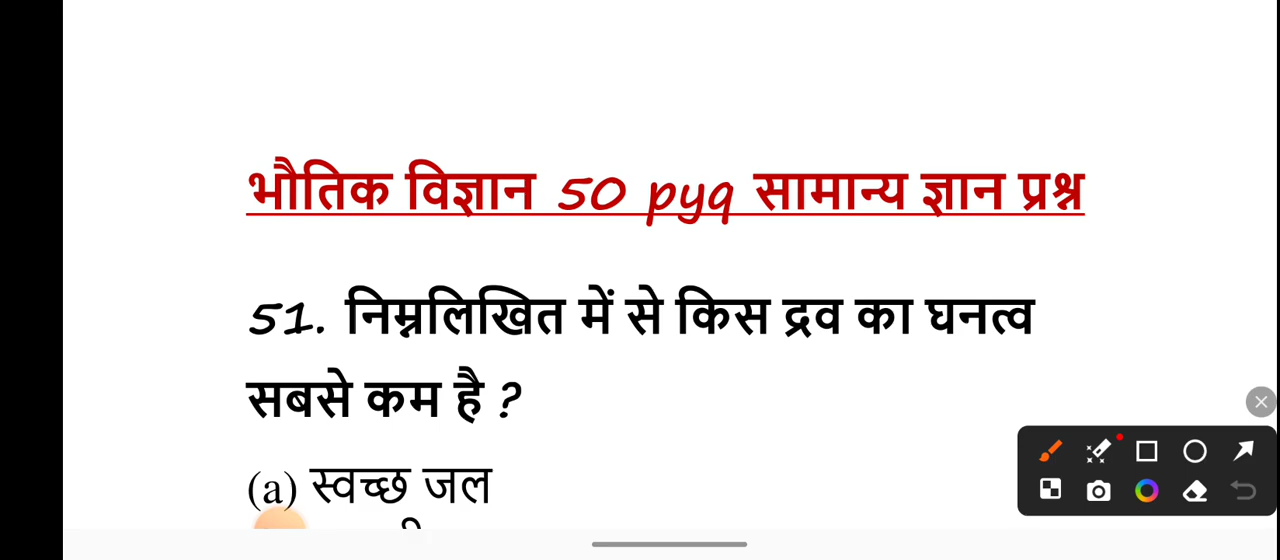 भौतिक विज्ञान 50 pyq सामान्य ज्ञान प्रश्न
51. निम्नलिखित में से किस द्रव का घनत्व
सबसे कम है ?
(a) स्वच्छ जल